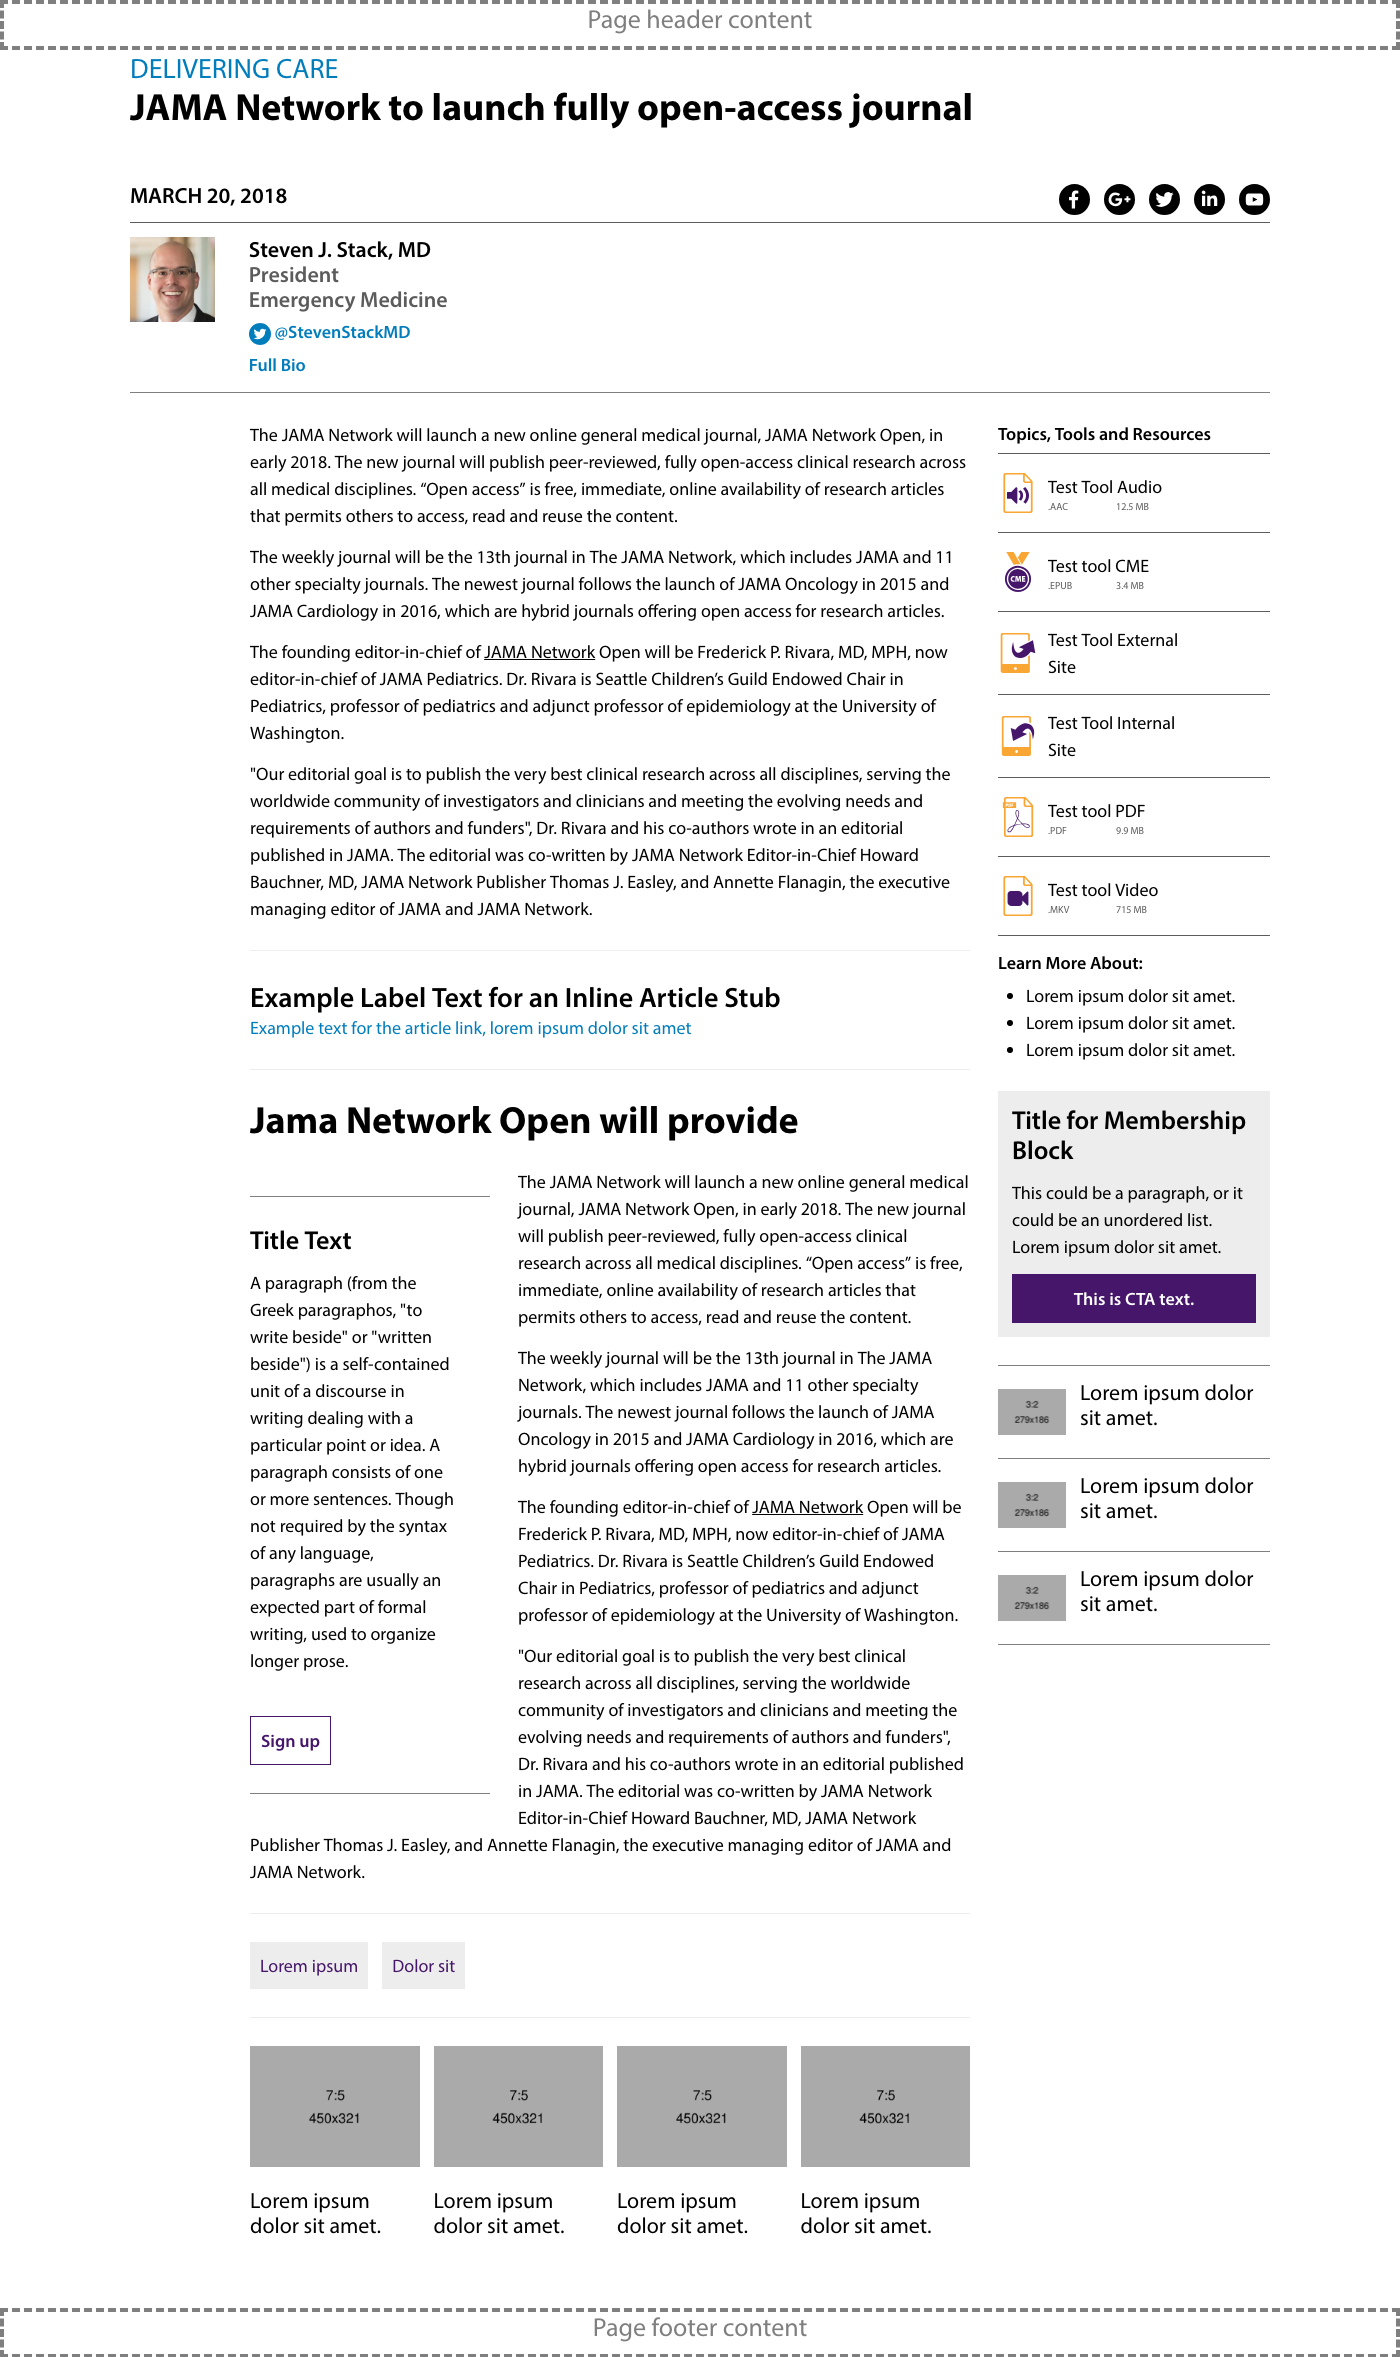 Page header content
DELIVERING CARE
JAMA Network to launch fully open-access journal
MARCH 20, 2018
Steven J. Stack, MD
President
Emergency Medicine
@StevenStackMD
Full Bio
The JAMA Network will launch a new online general medical journal, JAMA Network Open, in
early 2018. The new journal will publish peer-reviewed, fully open-access clinical research across
all medical disciplines. “Open access” is free, immediate, online availability of research articles
that permits others to access, read and reuse the content.
The weekly journal will be the 13th journal in The JAMA Network, which includes JAMA and 11
other specialty journals. The newest journal follows the launch of JAMA Oncology in 2015 and
JAMA Cardiology in 2016, which are hybrid journals offering open access for research articles.
The founding editor-in-chief of JAMA Network Open will be Frederick P. Rivara, MD, MPH, now
editor-in-chief of JAMA Pediatrics. Dr. Rivara is Seattle Children’s Guild Endowed Chair in
Pediatrics, professor of pediatrics and adjunct professor of epidemiology at the University of
Washington.
"Our editorial goal is to publish the very best clinical research across all disciplines, serving the
worldwide community of investigators and clinicians and meeting the evolving needs and
requirements of authors and funders", Dr. Rivara and his co-authors wrote in an editorial
published in JAMA. The editorial was co-written by JAMA Network Editor-in-Chief Howard
Bauchner, MD, JAMA Network Publisher Thomas J. Easley, and Annette Flanagin, the executive
managing editor of JAMA and JAMA Network.
Example Label Text for an Inline Article Stub
Example text for the article link, lorem ipsum dolor sit amet
Jama Network Open will provide
Title Text
A paragraph (from the
Greek paragraphos, "to
write beside" or "written
beside") is a self-contained
unit of a discourse in
writing dealing with a
particular point or idea. A
paragraph consists of one
or more sentences. Though
not required by the syntax
of any language,
paragraphs are usually an
expected part of formal
writing, used to organize
longer prose.
Sign up
The JAMA Network will launch a new online general medical
journal, JAMA Network Open, in early 2018. The new journal
will publish peer-reviewed, fully open-access clinical
research across all medical disciplines. “Open access” is free,
immediate, online availability of research articles that
permits others to access, read and reuse the content.
The weekly journal will be the 13th journal in The JAMA
Network, which includes JAMA and 11 other specialty
journals. The newest journal follows the launch of JAMA
Oncology in 2015 and JAMA Cardiology in 2016, which are
hybrid journals offering open access for research articles.
The founding editor-in-chief of JAMA Network Open will be
Frederick P. Rivara, MD, MPH, now editor-in-chief of JAMA
Pediatrics. Dr. Rivara is Seattle Children’s Guild Endowed
Chair in Pediatrics, professor of pediatrics and adjunct
professor of epidemiology at the University of Washington.
"Our editorial goal is to publish the very best clinical
research across all disciplines, serving the worldwide
community of investigators and clinicians and meeting the
evolving needs and requirements of authors and funders",
Dr. Rivara and his co-authors wrote in an editorial published
in JAMA. The editorial was co-written by JAMA Network
Editor-in-Chief Howard Bauchner, MD, JAMA Network
Publisher Thomas J. Easley, and Annette Flanagin, the executive managing editor of JAMA and
JAMA Network.
Lorem ipsum
Dolor sit
7:5
450x321
Lorem ipsum
dolor sit amet.
7:5
450x321
Lorem ipsum
dolor sit amet.
7:5
450x321
Lorem ipsum
dolor sit amet.
7:5
450x321
Lorem ipsum
dolor sit amet.
Topics, Tools and Resources
Test Tool Audio
.AAC 12.5 MB
CME
Test tool CME
.EPUB 3.4 MB
Test Tool External
Site
Test Tool Internal
Site
Test tool PDF
.PDF 9.9 MB
Test tool Video
.MKV 715 MB
Learn More About:
Lorem ipsum dolor sit amet.
Lorem ipsum dolor sit amet.
Lorem ipsum dolor sit amet.
Title for Membership
Block
This could be a paragraph, or it
could be an unordered list.
Lorem ipsum dolor sit amet.
This is CTA text.
3:2
279x186
Lorem ipsum dolor
sit amet.
3:2
279x186
Lorem ipsum dolor
sit amet.
3:2
279x186
Lorem ipsum dolor
sit amet.
Page footer content